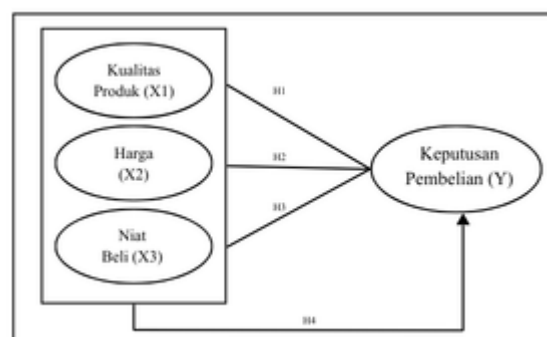 Kualitas
Produk (X1)
H1
Harga
(X2)
H2
Keputusan
Pembelian (Y)
H3
Niat
Beli (X3)
H4